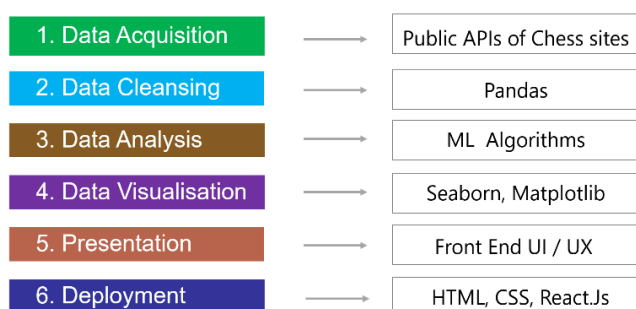 1. Data Acquisition
Public APIs of Chess sites
2. Data Cleansing
Pandas
3. Data Analysis
ML Algorithms
4. Data Visualisation
Seaborn, Matplotlib
5. Presentation
Front End UI / UX
6. Deployment
HTML, CSS, React.Js